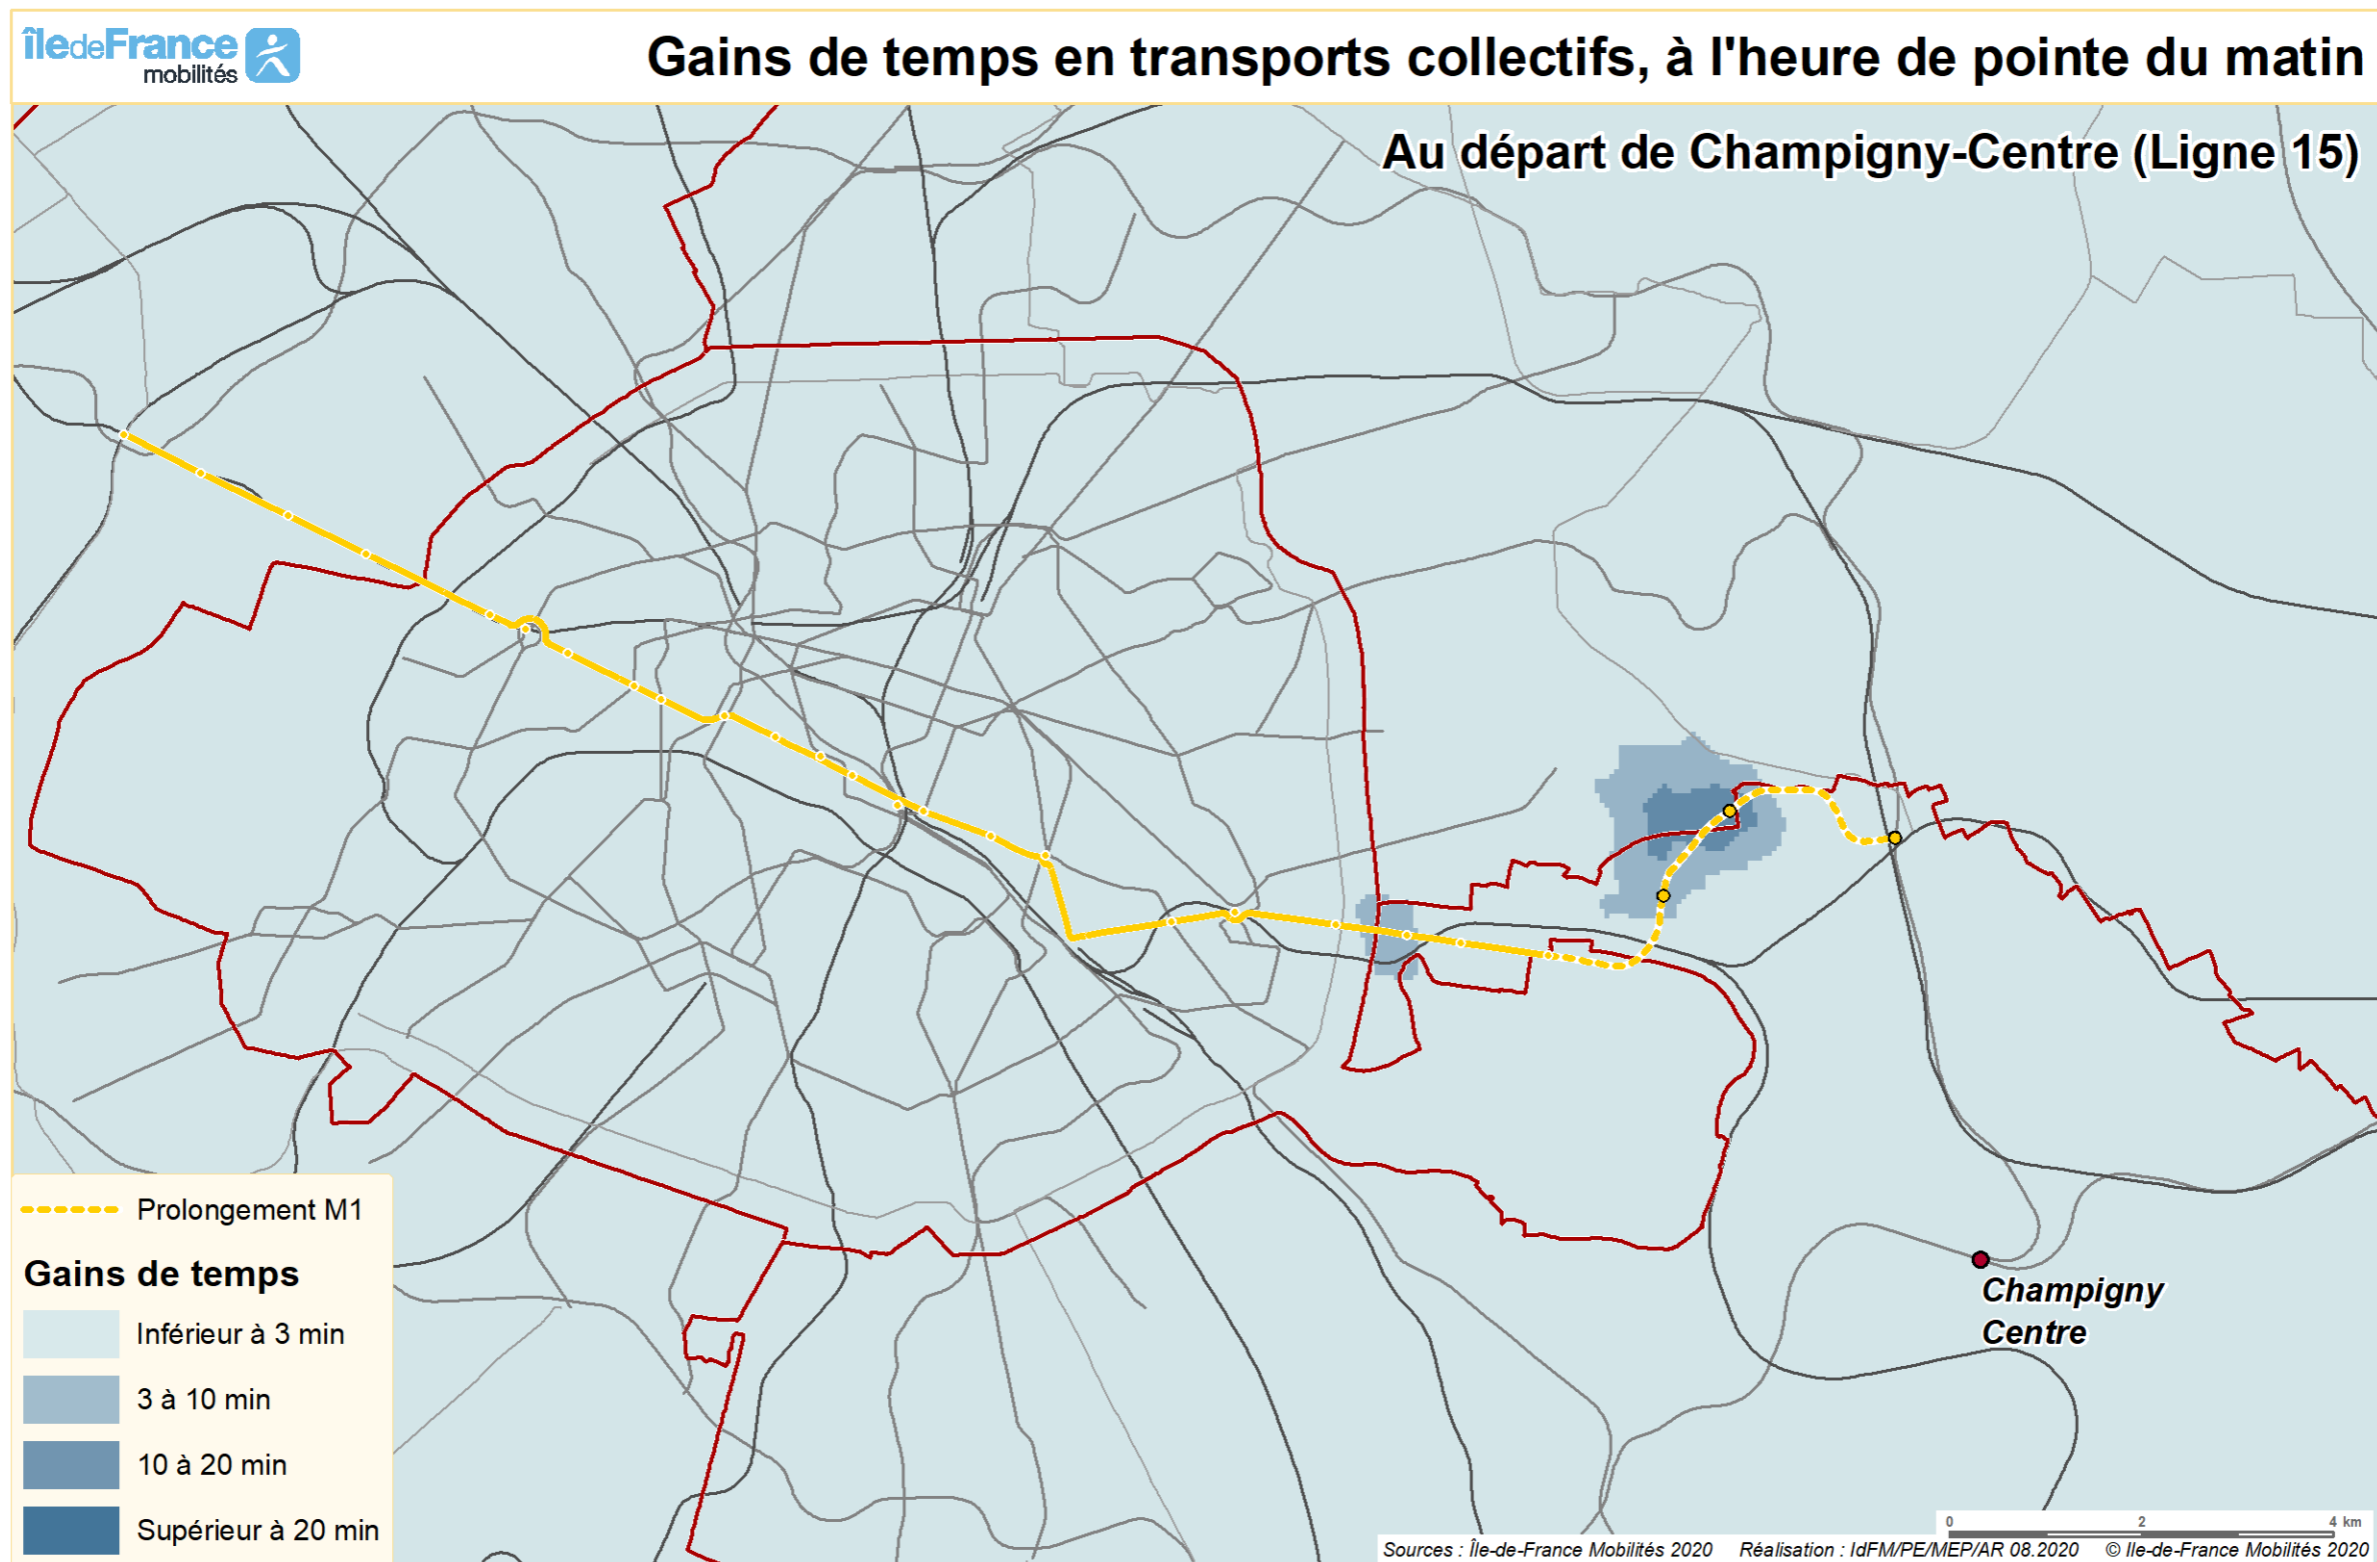 îledeFrance
mobilités
Gains de temps en transports collectifs, à l'heure de pointe du matin
Au départ de Champigny-Centre (Ligne 15)
Champigny
Centre
Prolongement M1
Gains de temps
Inférieur à 3 min
3 à 10 min
10 à 20 min
Supérieur à 20 min
0 2 4 km
Sources : Île-de-France Mobilités 2020 Réalisation : IdFM/PE/MEP/AR 08.2020 © Ile-de-France Mobilités 2020